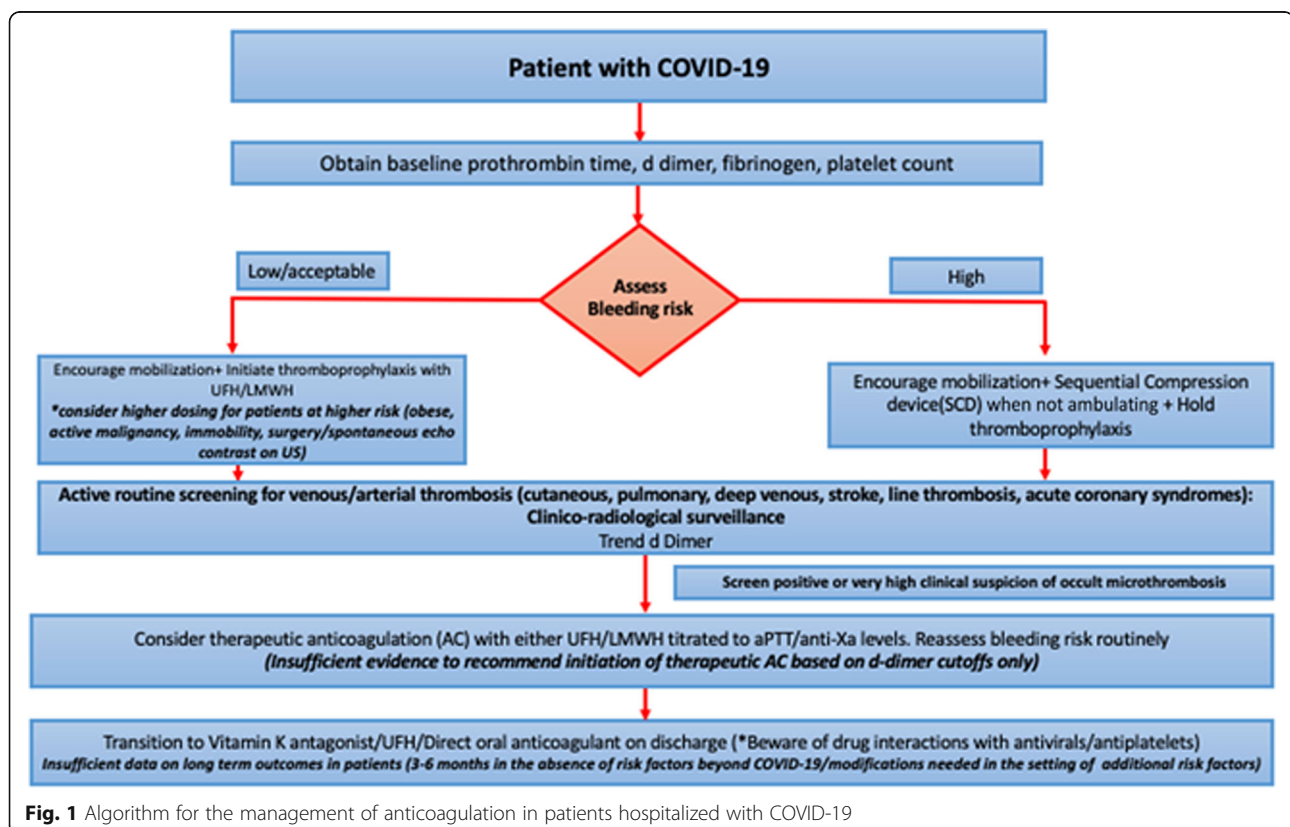 Patient with COVID-19
Obtain baseline prothrombin time, d dimer, fibrinogen, platelet count
Low/acceptable
Assess
Bleeding risk
High
Encourage mobilization+ Initiate thromboprophylaxis with
UFH/LMWH
*consider higher dosing for patients at higher risk (obese,
active malignancy, immobility, surgery/spontaneous echo
contrast on US)
Encourage mobilization+ Sequential Compression
device(SCD) when not ambulating + Hold
thromboprophylaxis
Active routine screening for venous/arterial thrombosis (cutaneous, pulmonary, deep venous, stroke, line thrombosis, acute coronary syndromes):
Clinico-radiological surveillance
Trend d Dimer
Screen positive or very high clinical suspicion of occult microthrombosis
Consider therapeutic anticoagulation (AC) with either UFH/LMWH titrated to aPTT/anti-Xa levels. Reassess bleeding risk routinely
(Insufficient evidence to recommend initiation of therapeutic AC based on d-dimer cutoffs only)
Transition to Vitamin K antagonist/UFH/Direct oral anticoagulant on discharge (*Beware of drug interactions with antivirals/antiplatelets)
Insufficient data on long term outcomes in patients (3-6 months in the absence of risk factors beyond COVID-19/modifications needed in the setting of additional risk factors)
Fig. 1 Algorithm for the management of anticoagulation in patients hospitalized with COVID-19